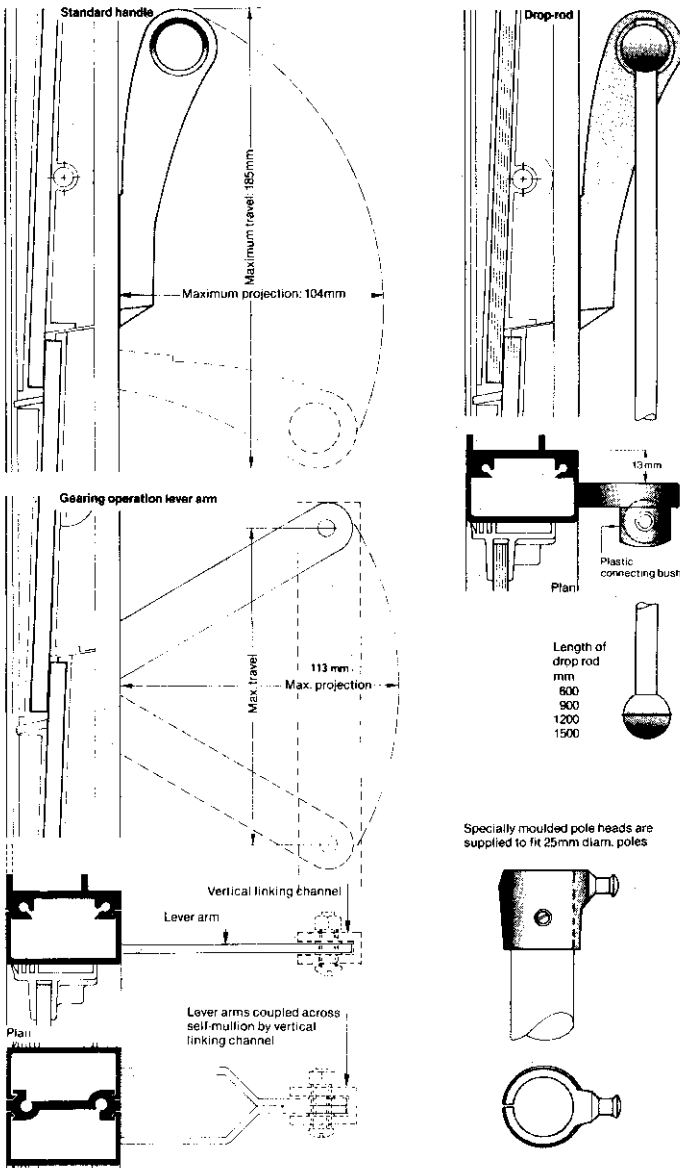 Standard handle
Maximum travel: 185mm
Maximum projection: 104mm
Drop-rod
13mm
Plastic
connecting bush
Plan
Length of
drop rod
mm
600
900
1200
1500
Gearing operation lever arm
Max. travel
113 mm
Max. projection
Vertical linking channel
Lever arm
Plan
Lever arms coupled across
self-mullion by vertical
linking channel
Specially moulded pole heads are
supplied to fit 25mm diam. poles